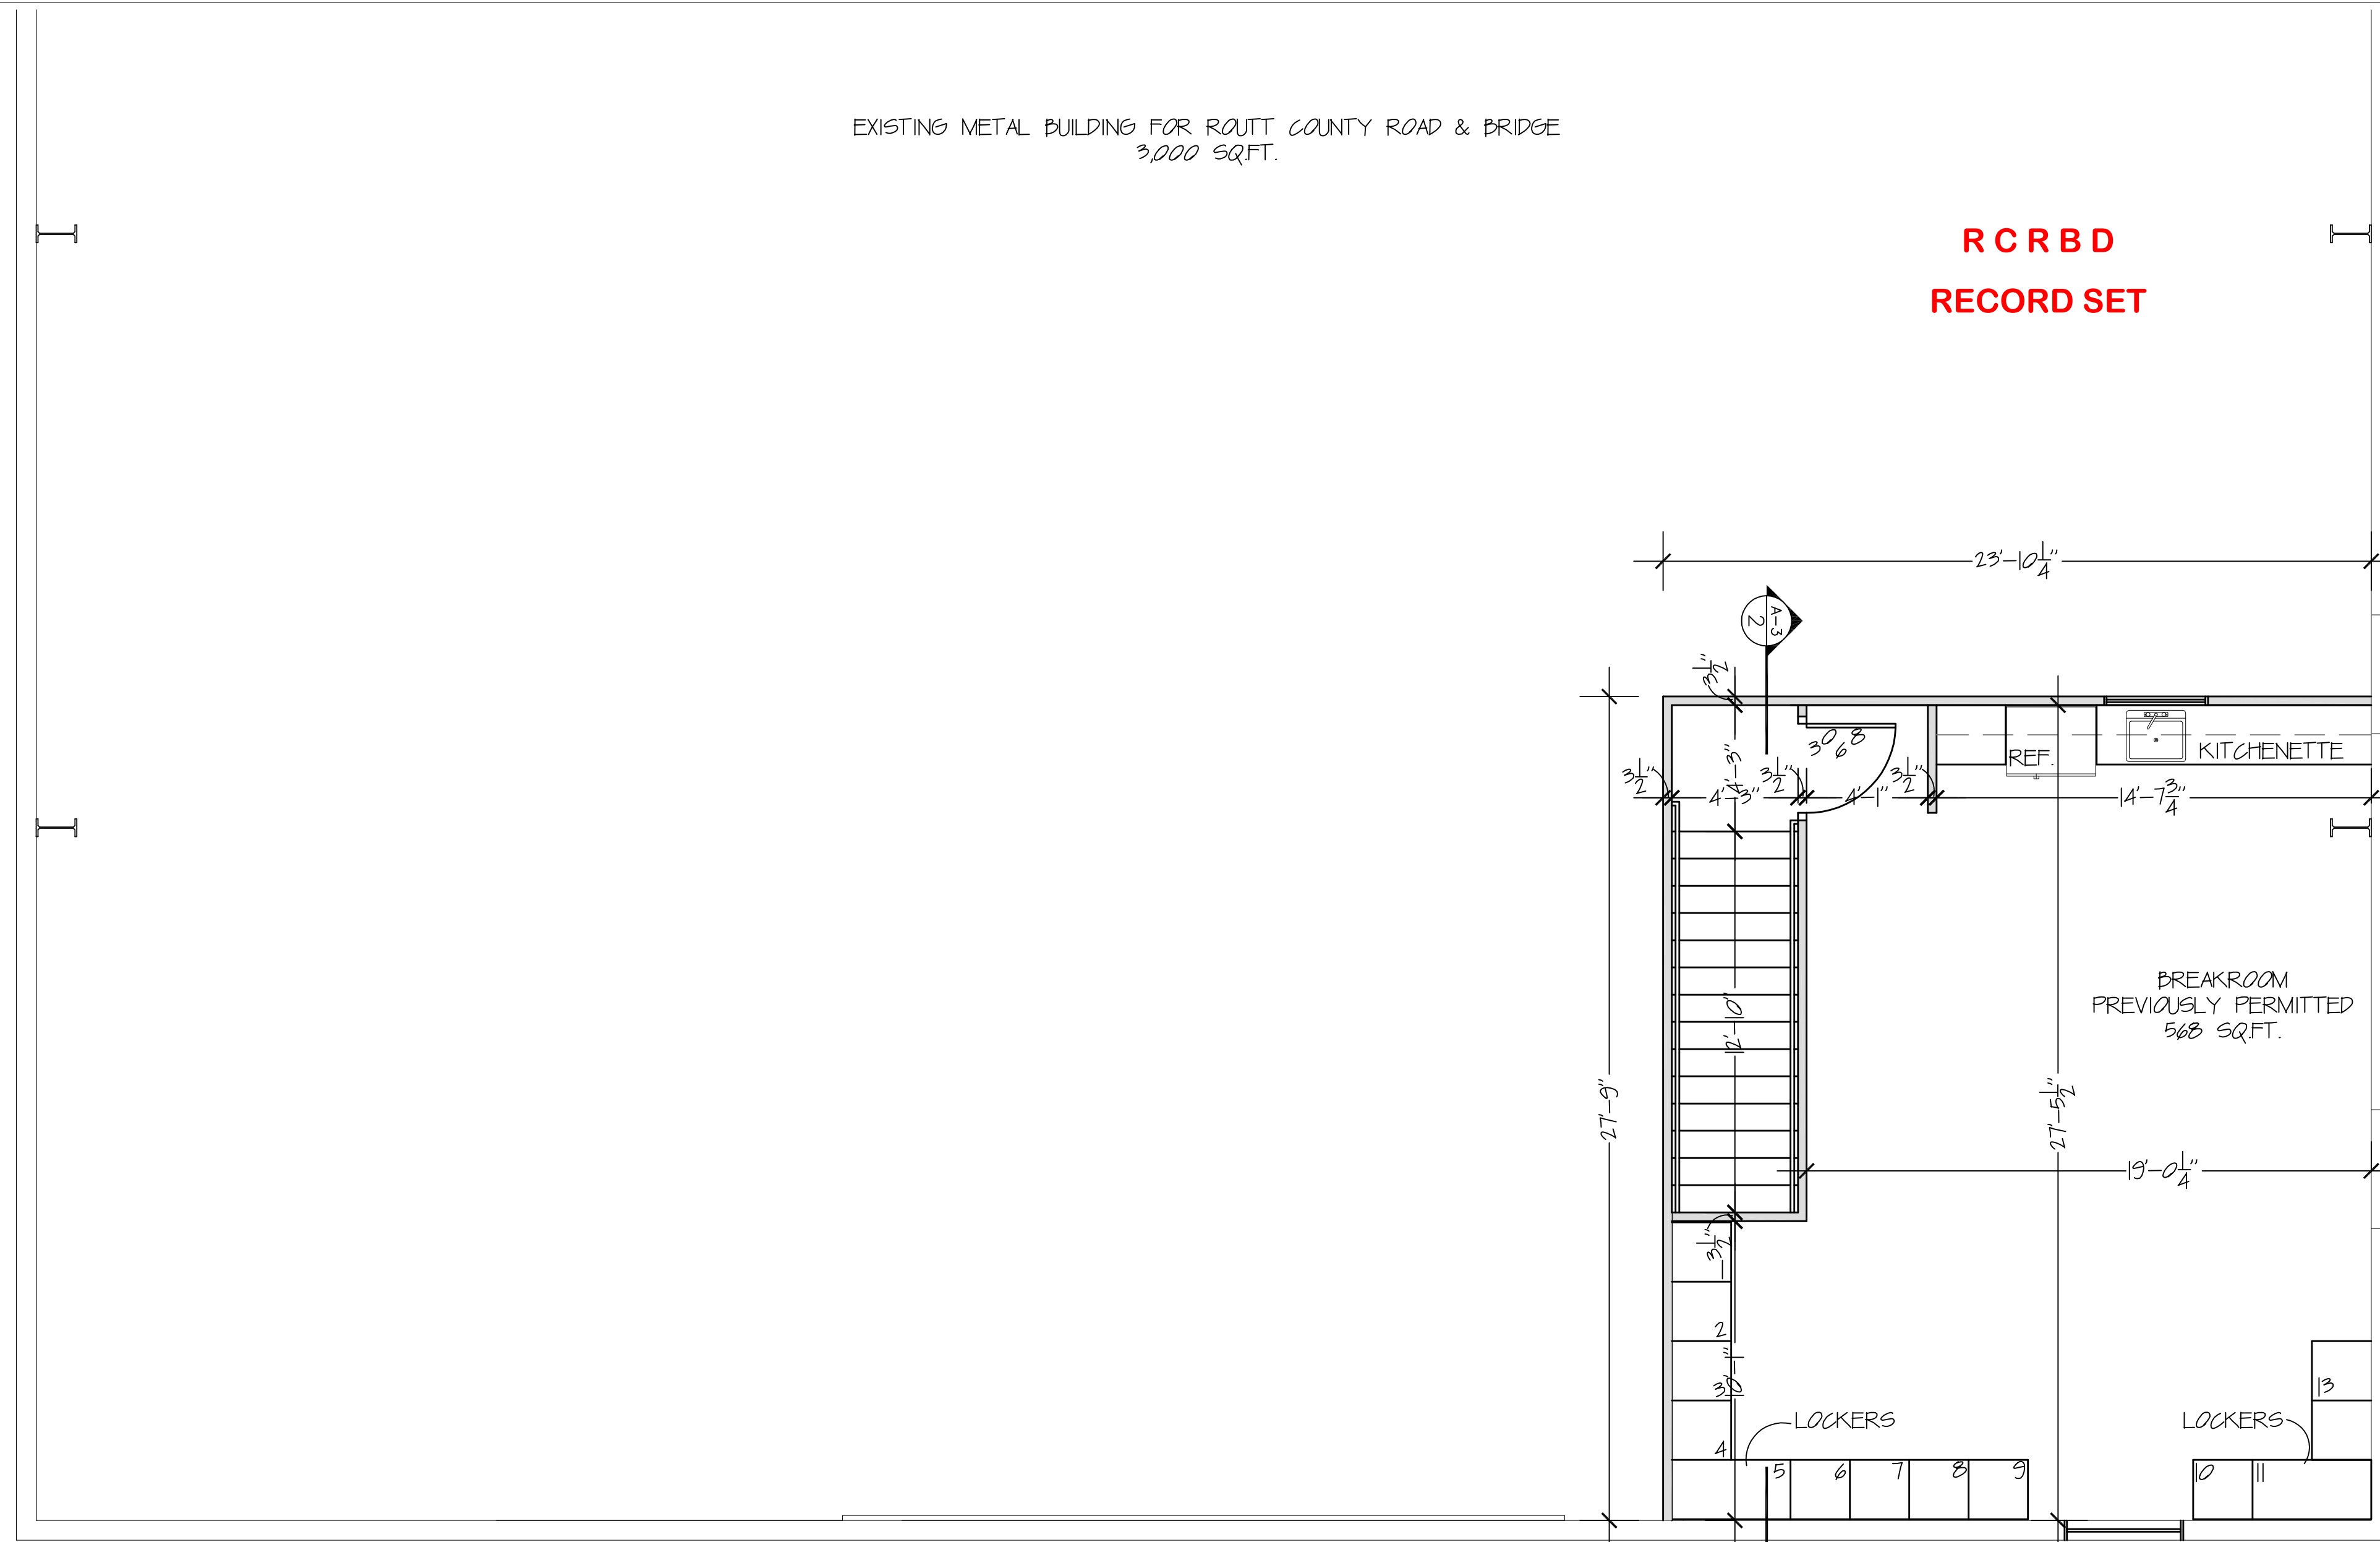 EXISTING METAL BUILDING FOR ROUTT COUNTY ROAD & BRIDGE
3,000 SQ.FT.
R C R B D
RECORD SET
23'-10 1/4"
A-3
2
3 1/2"
3 0 6 8
REF.
KITCHENETTE
3 1/2"
4'-3"
4'-3"
3 1/2"
4'-1"
3 1/2"
14'-7 3/4"
BREAKROOM
PREVIOUSLY PERMITTED
568 SQ.FT.
12'-10"
27'-9"
27'-5 1/2"
19'-0 1/4"
3 1/2"
2
3
10'-1"
13
4
LOCKERS
LOCKERS
5
6
7
8
9
10
11